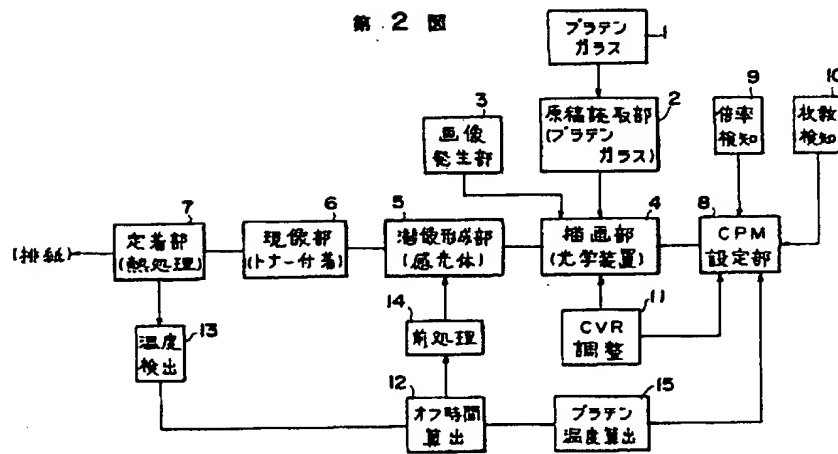 第2図
プラテン
ガラス
1
原稿読取部
(プラテン
ガラス)
2
3
画像
発生部
9
倍率
検知
10
枚数
検知
7
定着部
(熱処理)
(排紙)
6
現像部
(トナー付着)
5
潜像形成部
(感光体)
4
描画部
(光学装置)
8
CPM
設定部
11
CVR
調整
14
前処理
13
温度
検出
12
オフ時間
算出
15
プラテン
温度算出